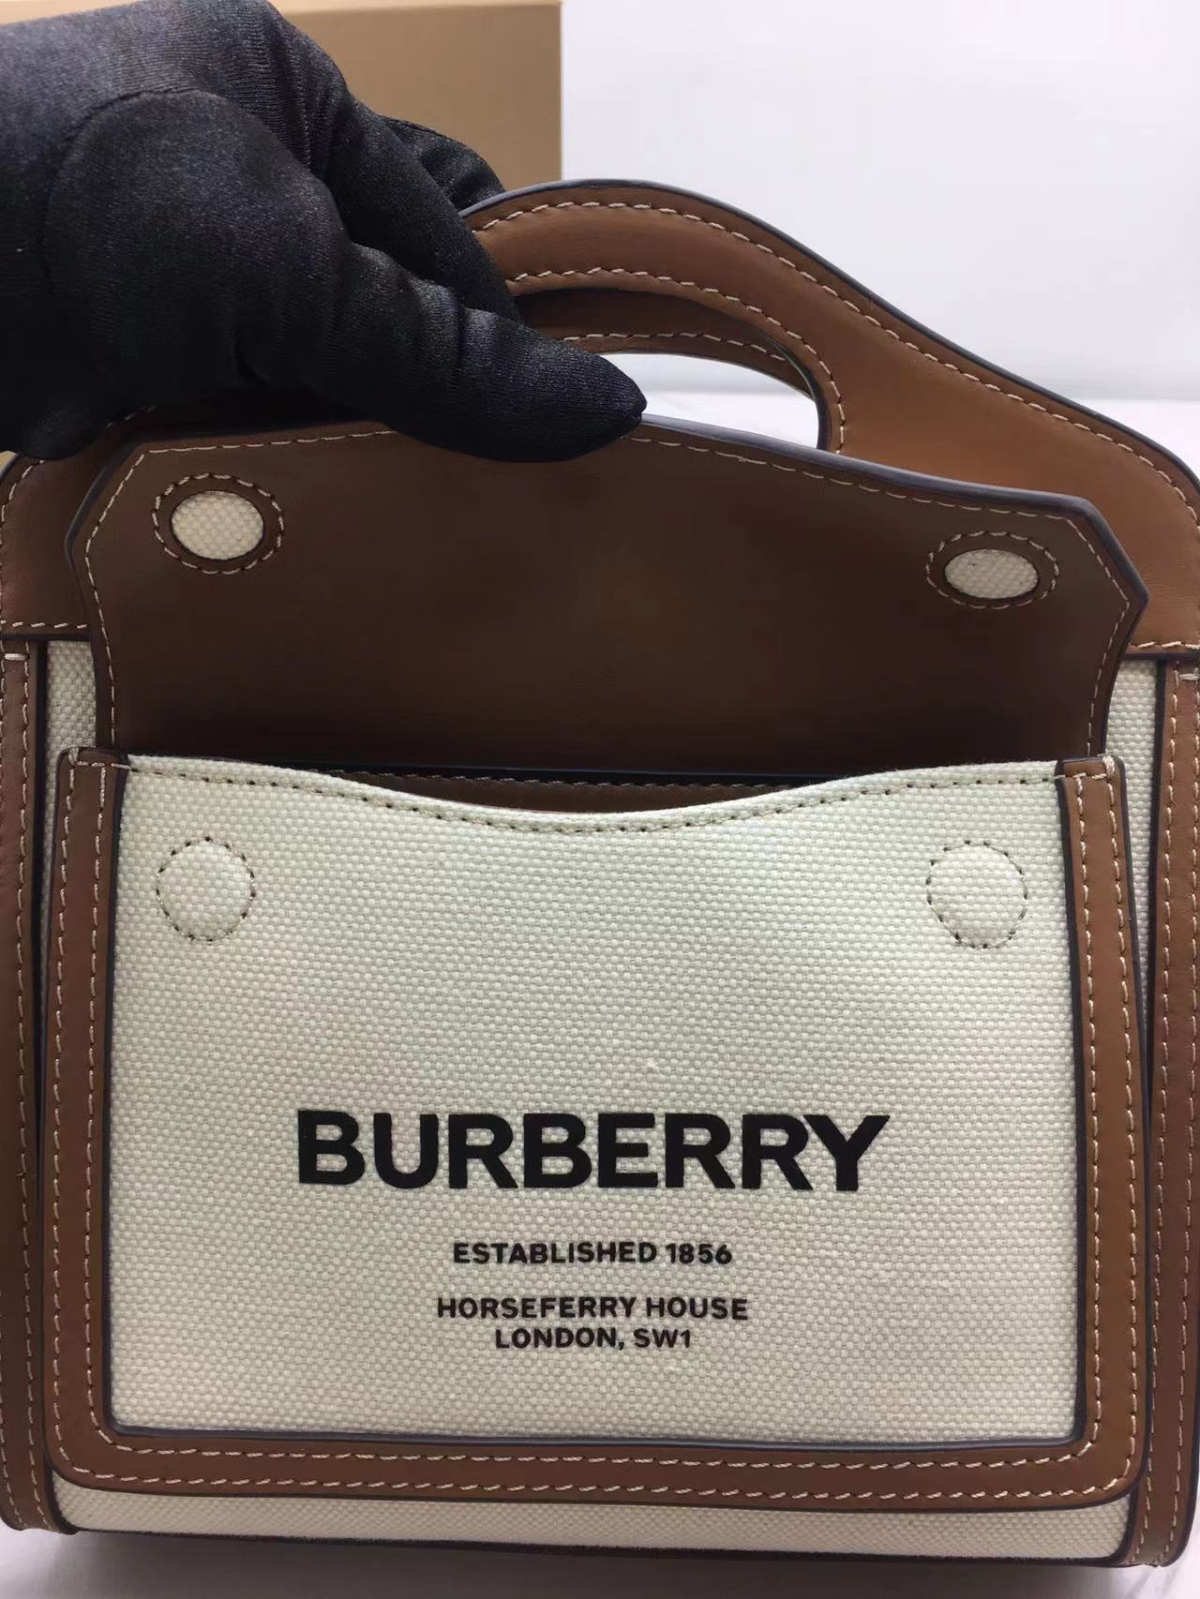 BURBERRY
ESTABLISHED 1856
HORSEFERRY HOUSE
LONDON, SW1